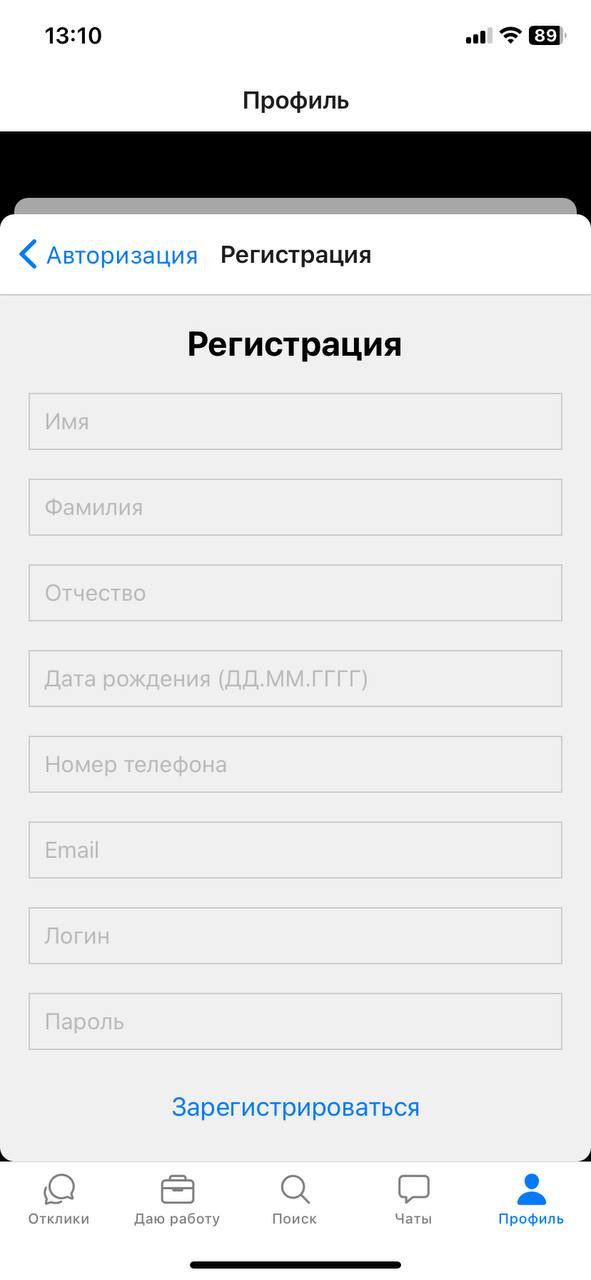 13:10
89
Профиль
Авторизация Регистрация
Регистрация
Имя
Фамилия
Отчество
Дата рождения (ДД.ММ.ГГГГ)
Номер телефона
Email
Логин
Пароль
Зарегистрироваться
Отклики Даю работу Поиск Чаты Профиль